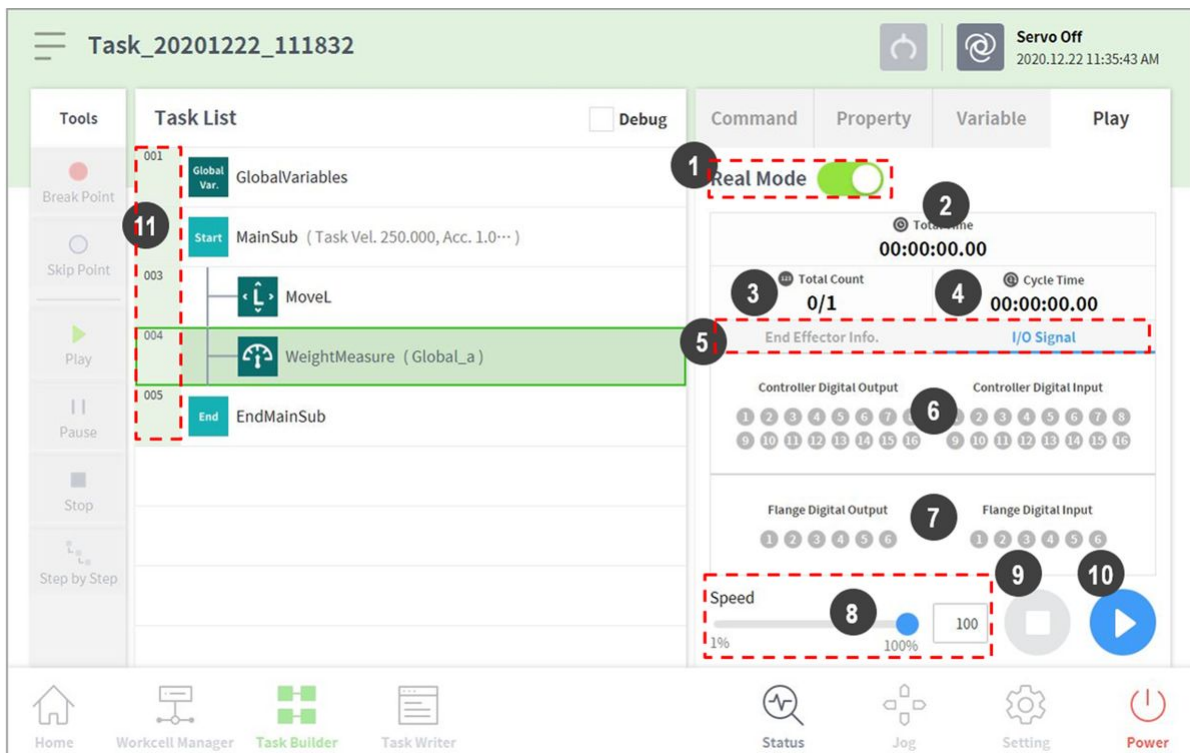 Task_20201222_111832
Servo Off
2020.12.22 11:35:43 AM
Tools
Break Point
Skip Point
Play
Pause
Stop
Step by Step
Task List
Debug
001
Global Var.
GlobalVariables
11
Start
MainSub ( Task Vel. 250.000, Acc. 1.0··· )
003
L
MoveL
004
WeightMeasure ( Global_a )
005
End
EndMainSub
Command
Property
Variable
Play
1
Real Mode
2
Total Time
00:00:00.00
3
123
Total Count
0/1
4
Cycle Time
00:00:00.00
5
End Effector Info.
I/O Signal
Controller Digital Output
Controller Digital Input
1 2 3 4 5 6 7
6
2 3 4 5 6 7 8
9 10 11 12 13 14 15 16
9 10 11 12 13 14 15 16
Flange Digital Output
7
Flange Digital Input
1 2 3 4 5 6
1 2 3 4 5 6
Speed
8
1%
100%
100
9
10
Home
Workcell Manager
Task Builder
Task Writer
Status
Jog
Setting
Power